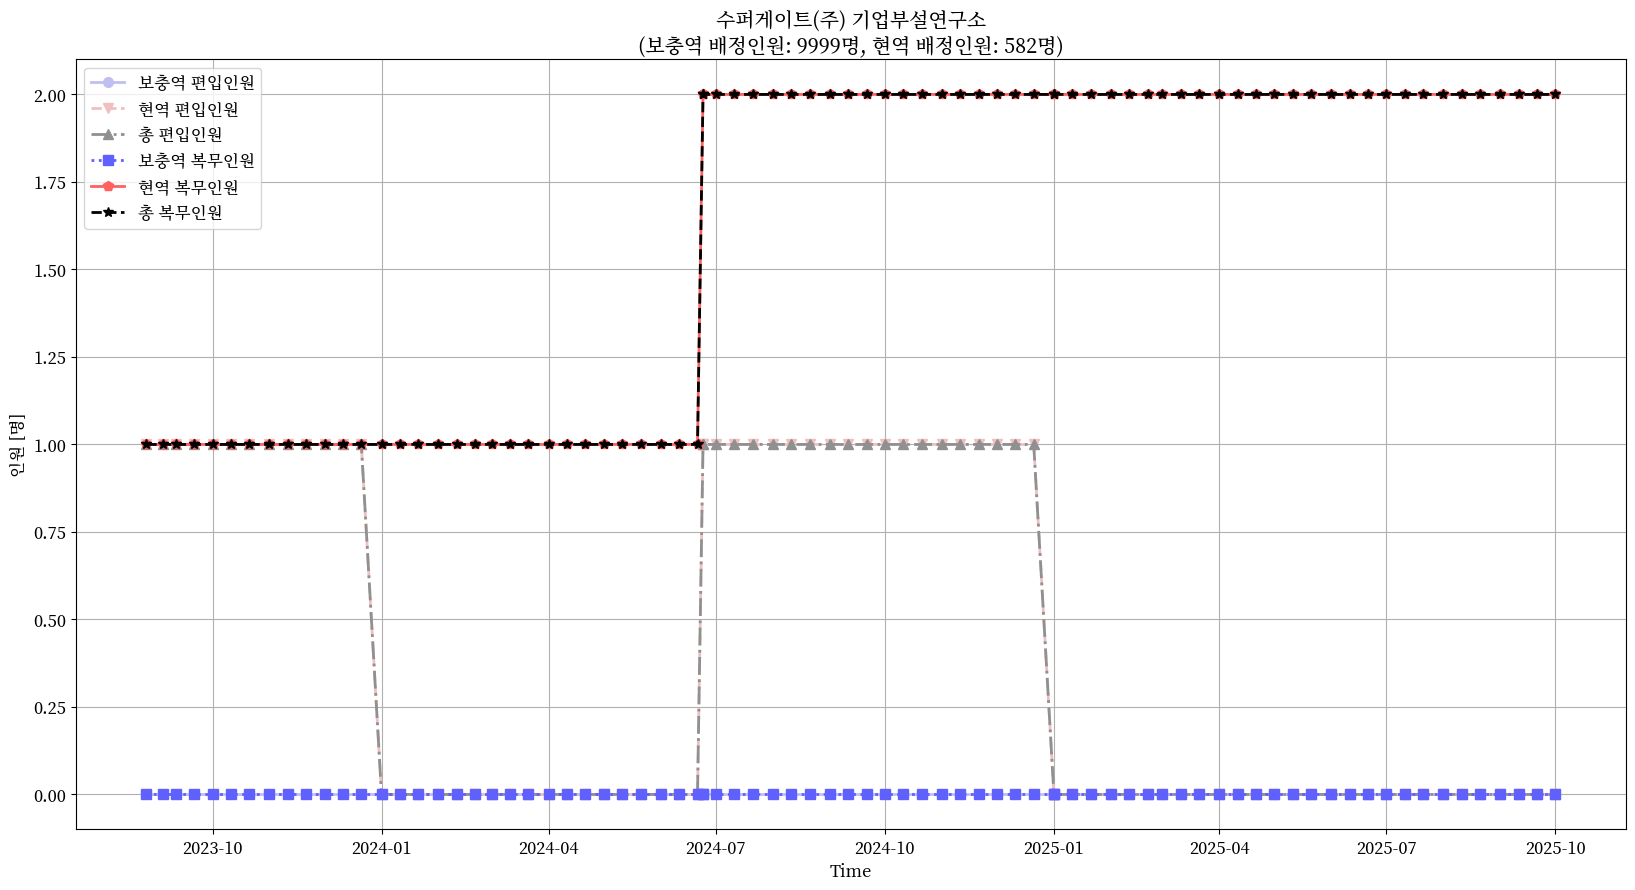 수퍼게이트(주) 기업부설연구소
(보충역 배정인원: 9999명, 현역 배정인원: 582명)
보충역 편입인원
현역 편입인원
총 편입인원
보충역 복무인원
현역 복무인원
총 복무인원
2.00
1.75
1.50
1.25
1.00
0.75
0.50
0.25
0.00
인원 [명]
2023-10
2024-01
2024-04
2024-07
2024-10
2025-01
2025-04
2025-07
2025-10
Time